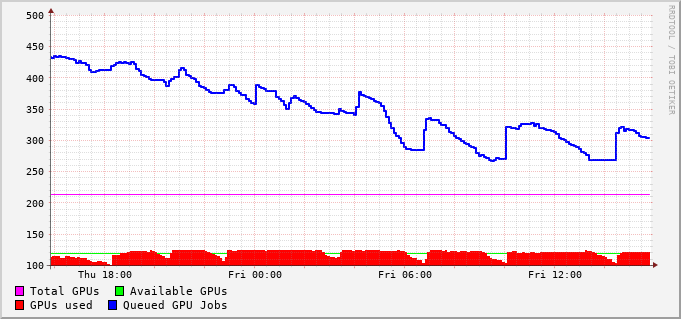 RRDTOOL / TOBI OETIKER
500
450
400
350
300
250
200
150
100
Thu 18:00 Fri 00:00 Fri 06:00 Fri 12:00
Total GPUs Available GPUs
GPUs used Queued GPU Jobs